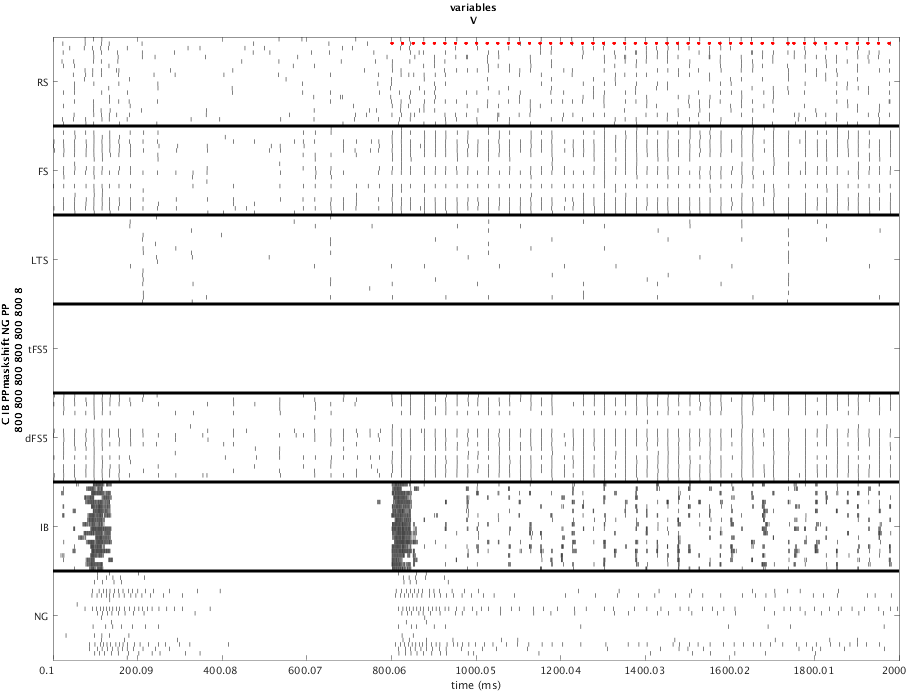 variables
V
RS
FS
LTS
tFS5
dFS5
IB
NG
C IB PPmaskshift NG PP
800 800 800 800 800 800 8
0.1
200.09
400.08
600.07
800.06
1000.05
1200.04
1400.03
1600.02
1800.01
2000
time (ms)